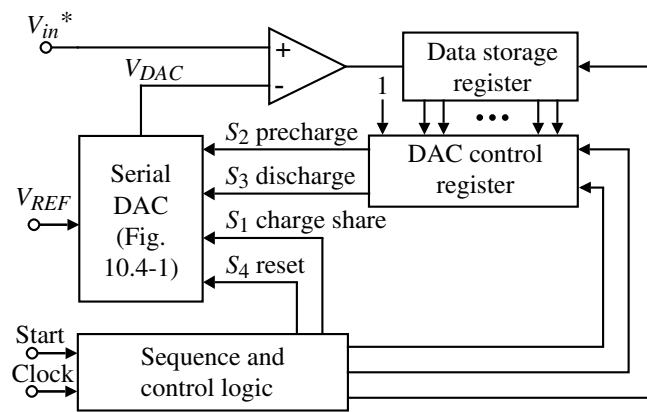 V_in*
+
-
V_DAC
Data storage
register
1
S_2 precharge
S_3 discharge
S_1 charge share
S_4 reset
DAC control
register
V_REF
Serial
DAC
(Fig.
10.4-1)
Start
Clock
Sequence and
control logic